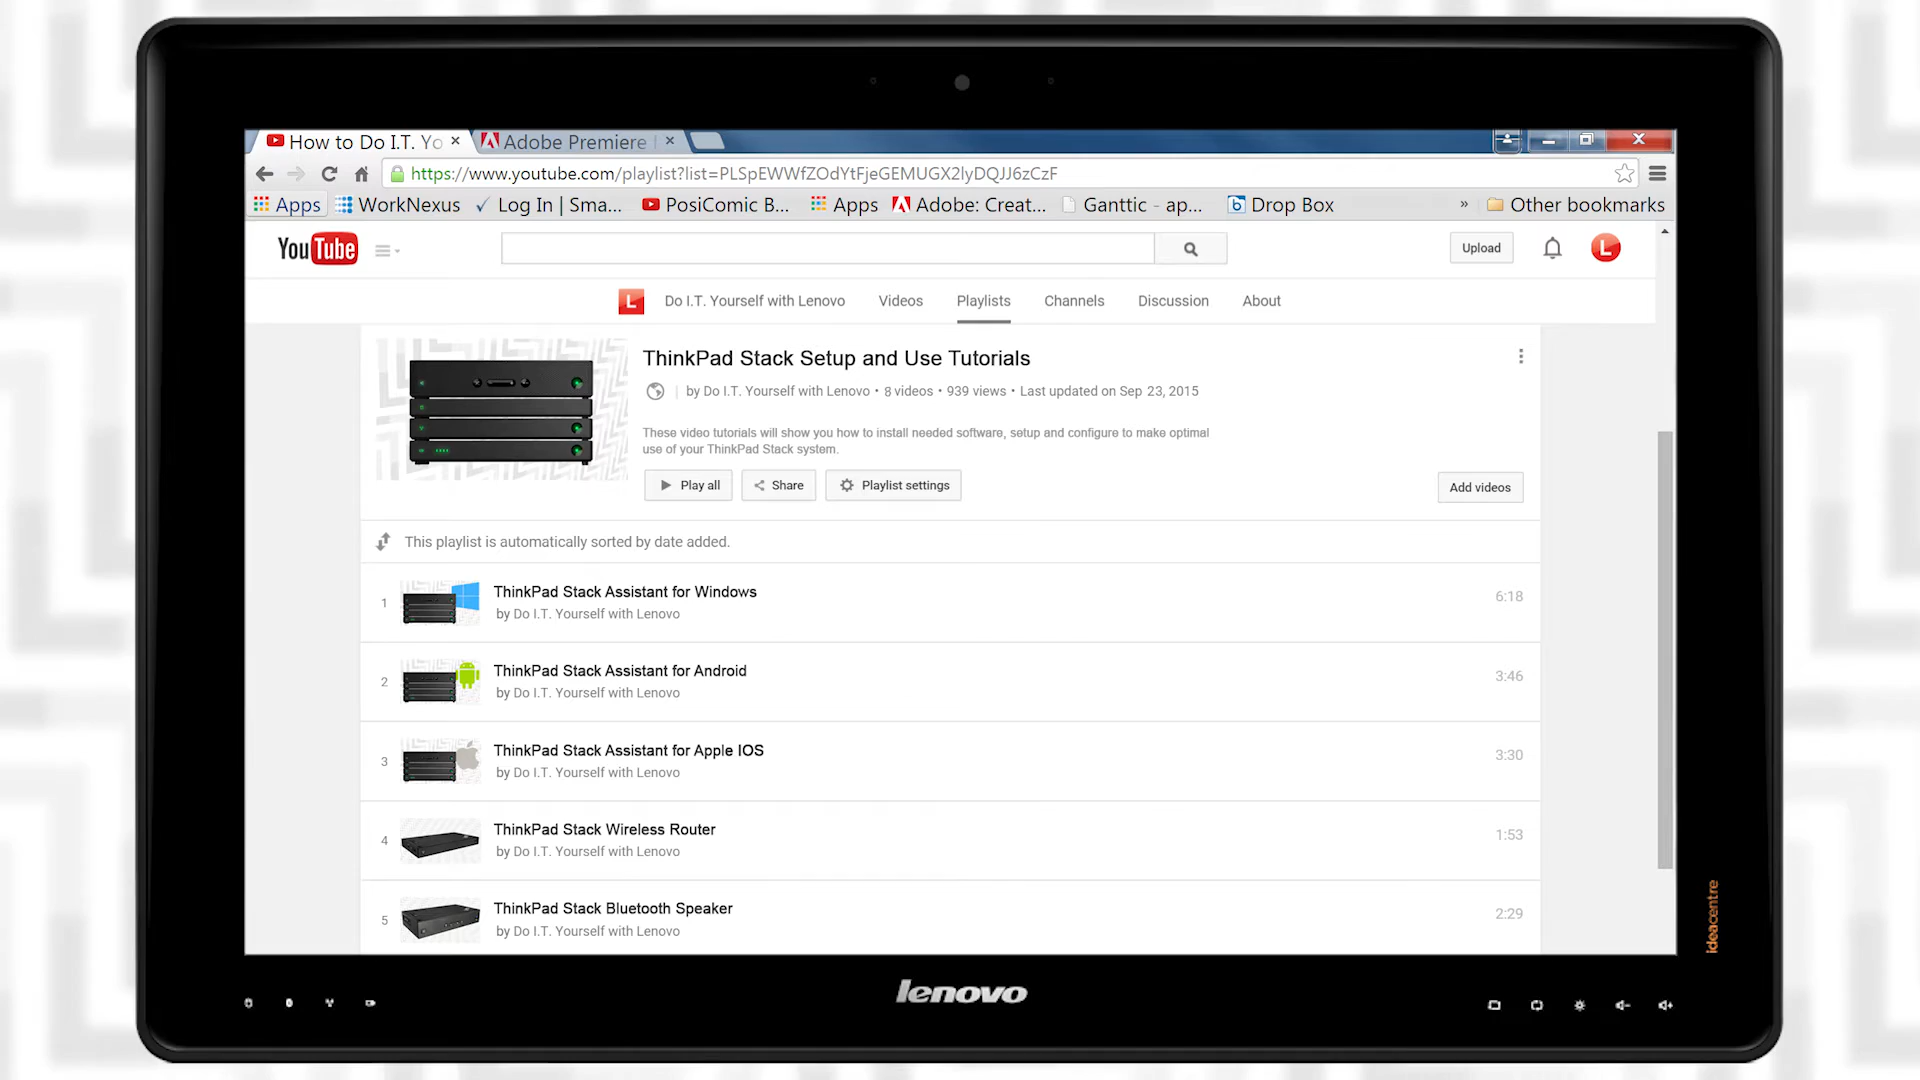 How to Do I.T. Yo
Adobe Premiere
https://www.youtube.com/playlist?list=PLSpEWWfZOdYtFjeGEMUGX2lyDQJJ6zCzF
Apps WorkNexus Log In | Sma... PosiComic B... Apps Adobe: Creat... Ganttic - ap... Drop Box » Other bookmarks
YouTube Upload L
L Do I.T. Yourself with Lenovo Videos Playlists Channels Discussion About
ThinkPad Stack Setup and Use Tutorials
by Do I.T. Yourself with Lenovo • 8 videos • 939 views • Last updated on Sep 23, 2015
These video tutorials will show you how to install needed software, setup and configure to make optimal
use of your ThinkPad Stack system.
Play all Share Playlist settings Add videos
This playlist is automatically sorted by date added.
1 ThinkPad Stack Assistant for Windows 6:18
by Do I.T. Yourself with Lenovo
2 ThinkPad Stack Assistant for Android 3:46
by Do I.T. Yourself with Lenovo
3 ThinkPad Stack Assistant for Apple IOS 3:30
by Do I.T. Yourself with Lenovo
4 ThinkPad Stack Wireless Router 1:53
by Do I.T. Yourself with Lenovo
5 ThinkPad Stack Bluetooth Speaker 2:29
by Do I.T. Yourself with Lenovo
ideacentre
lenovo